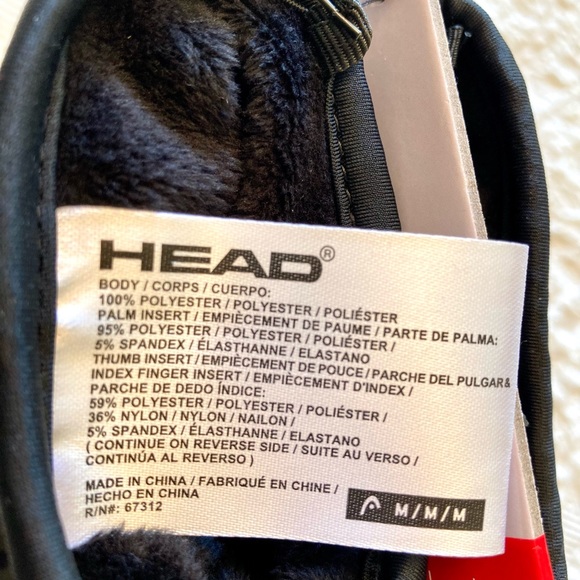 HEAD®
BODY / CORPS / CUERPO:
100% POLYESTER / POLYESTER / POLIÉSTER
PALM INSERT / EMPIÈCEMENT DE PAUME / PARTE DE PALMA:
95% POLYESTER / POLYESTER / POLIÉSTER /
5% SPANDEX / ÉLASTHANNE / ELASTANO
THUMB INSERT / EMPIÈCEMENT DE POUCE / PARCHE DEL PULGAR&
INDEX FINGER INSERT / EMPIÈCEMENT D'INDEX /
PARCHE DE DEDO ÍNDICE:
59% POLYESTER / POLYESTER / POLIÉSTER /
36% NYLON / NYLON / NAILON /
5% SPANDEX / ÉLASTHANNE / ELASTANO
( CONTINUE ON REVERSE SIDE / SUITE AU VERSO /
CONTINÚA AL REVERSO )
MADE IN CHINA / FABRIQUÉ EN CHINE /
HECHO EN CHINA
R/N#: 67312
M/M/M